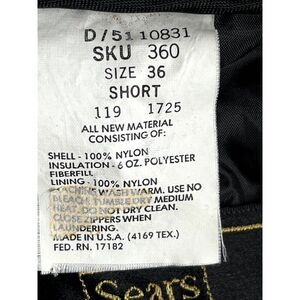 D/51 10831
SKU 360
SIZE 36
SHORT
119 1725
ALL NEW MATERIAL
CONSISTING OF:
SHELL - 100% NYLON
INSULATION - 6 OZ. POLYESTER
FIBERFILL
LINING - 100% NYLON
MACHINE WASH WARM. USE NO
BLEACH. TUMBLE DRY MEDIUM
HEAT. DO NOT DRY CLEAN.
CLOSE ZIPPERS WHEN
LAUNDERING.
MADE IN U.S.A. (4169 TEX.)
FED. RN. 17182
Sears